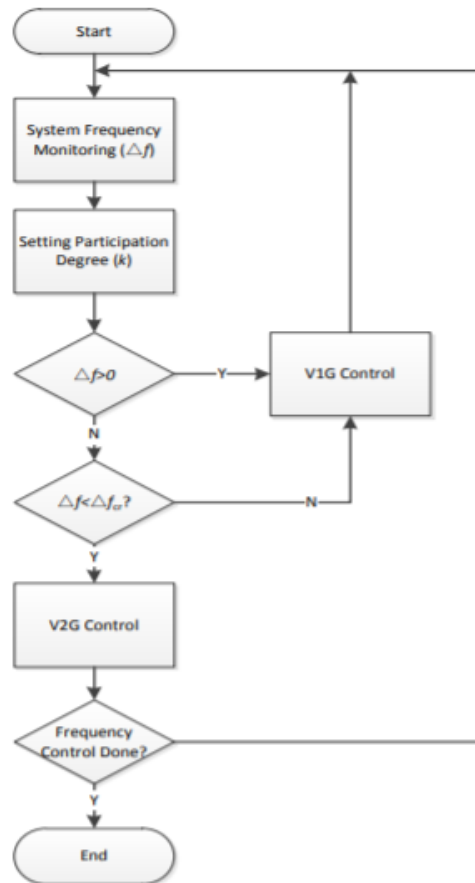 Start
System Frequency
Monitoring (△f)
Setting Participation
Degree (k)
△f>0
Y
V1G Control
N
△f<△fcr?
N
Y
V2G Control
Frequency
Control Done?
Y
End